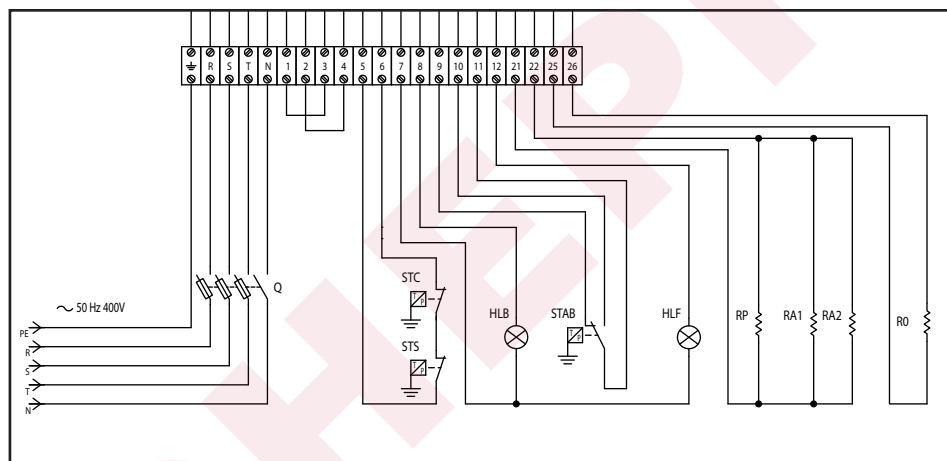 R S T N 1 2 3 4 5 6 7 8 9 10 11 12 21 22 25 26
Q
~ 50 Hz 400V
PE
R
S
T
N
STC
T P
STS
T P
HLB
STAB
T P
HLF
RP
RA1
RA2
R0